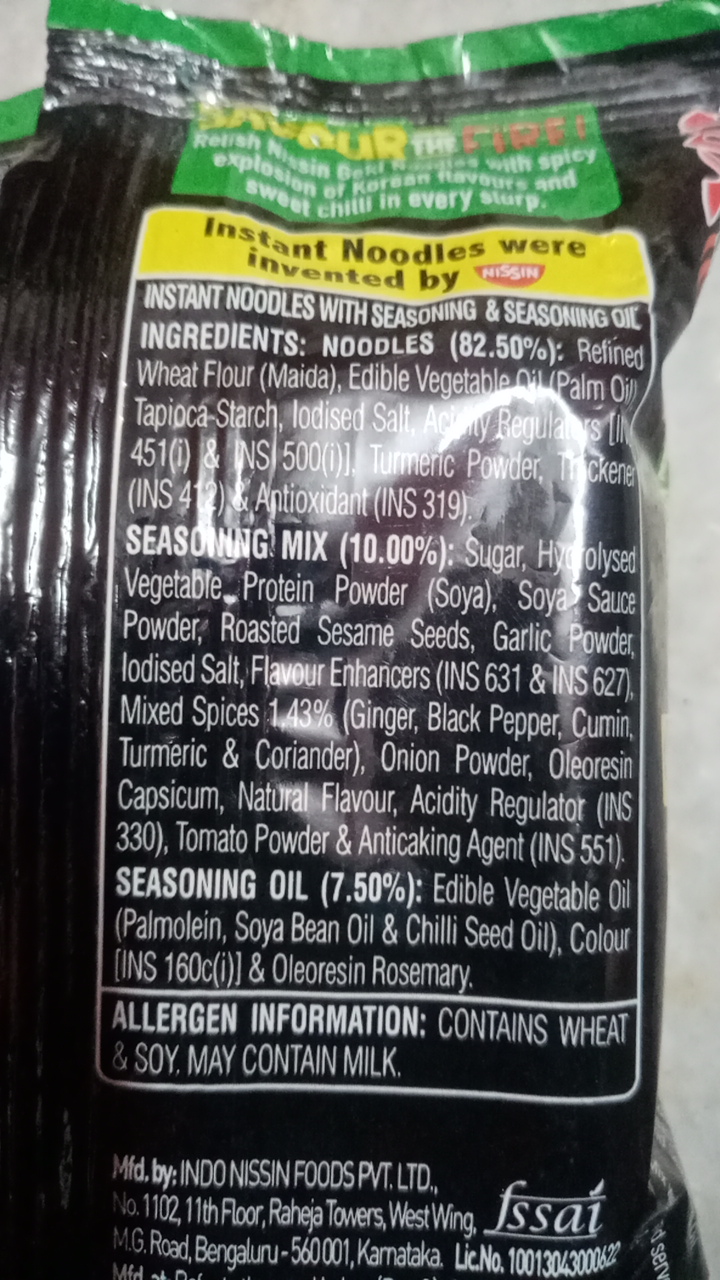 SAVOUR THE FIRE!
Relish Nissin Geki Noodles with spicy
explosion of Korean flavours and
sweet chilli in every slurp.
Instant Noodles were
invented by NISSIN
INSTANT NOODLES WITH SEASONING & SEASONING OIL
INGREDIENTS: NOODLES (82.50%): Refined
Wheat Flour (Maida), Edible Vegetable Oil (Palm Oil)
Tapioca Starch, Iodised Salt, Acidity Regulators [IN
451(i) & INS 500(i)], Turmeric Powder, Thickener
(INS 412) & Antioxidant (INS 319).
SEASONING MIX (10.00%): Sugar, Hydrolysed
Vegetable Protein Powder (Soya), Soya Sauce
Powder, Roasted Sesame Seeds, Garlic Powder,
Iodised Salt, Flavour Enhancers (INS 631 & INS 627),
Mixed Spices 1.43% (Ginger, Black Pepper, Cumin,
Turmeric & Coriander), Onion Powder, Oleoresin
Capsicum, Natural Flavour, Acidity Regulator (INS
330), Tomato Powder & Anticaking Agent (INS 551).
SEASONING OIL (7.50%): Edible Vegetable Oil
(Palmolein, Soya Bean Oil & Chilli Seed Oil), Colour
[INS 160c(i)] & Oleoresin Rosemary.
ALLERGEN INFORMATION: CONTAINS WHEAT
& SOY. MAY CONTAIN MILK.
Mfd. by: INDO NISSIN FOODS PVT. LTD.,
No. 1102, 11th Floor, Raheja Towers, West Wing,
M.G. Road, Bengaluru - 560 001, Karnataka.
fssai
Lic.No. 10013043000622